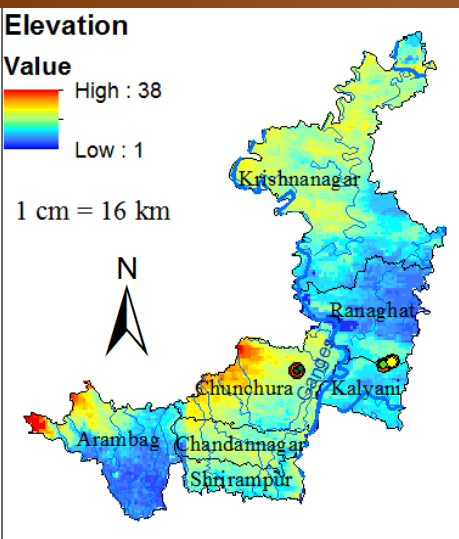 Elevation
Value
High : 38
Low : 1
1 cm = 16 km
N
Krishnanagar
Ranaghat
Ganges
Chunchura
Kalyani
Arambag
Chandannagar
Shrirampur